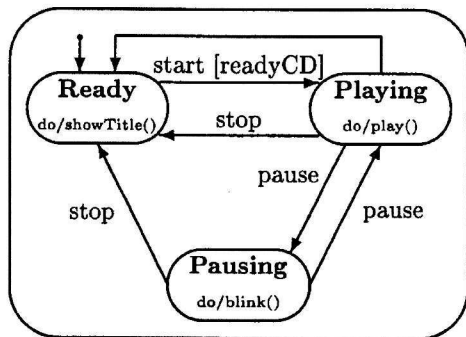 start [readyCD]
Ready
do/showTitle()
Playing
do/play()
stop
pause
stop
pause
Pausing
do/blink()